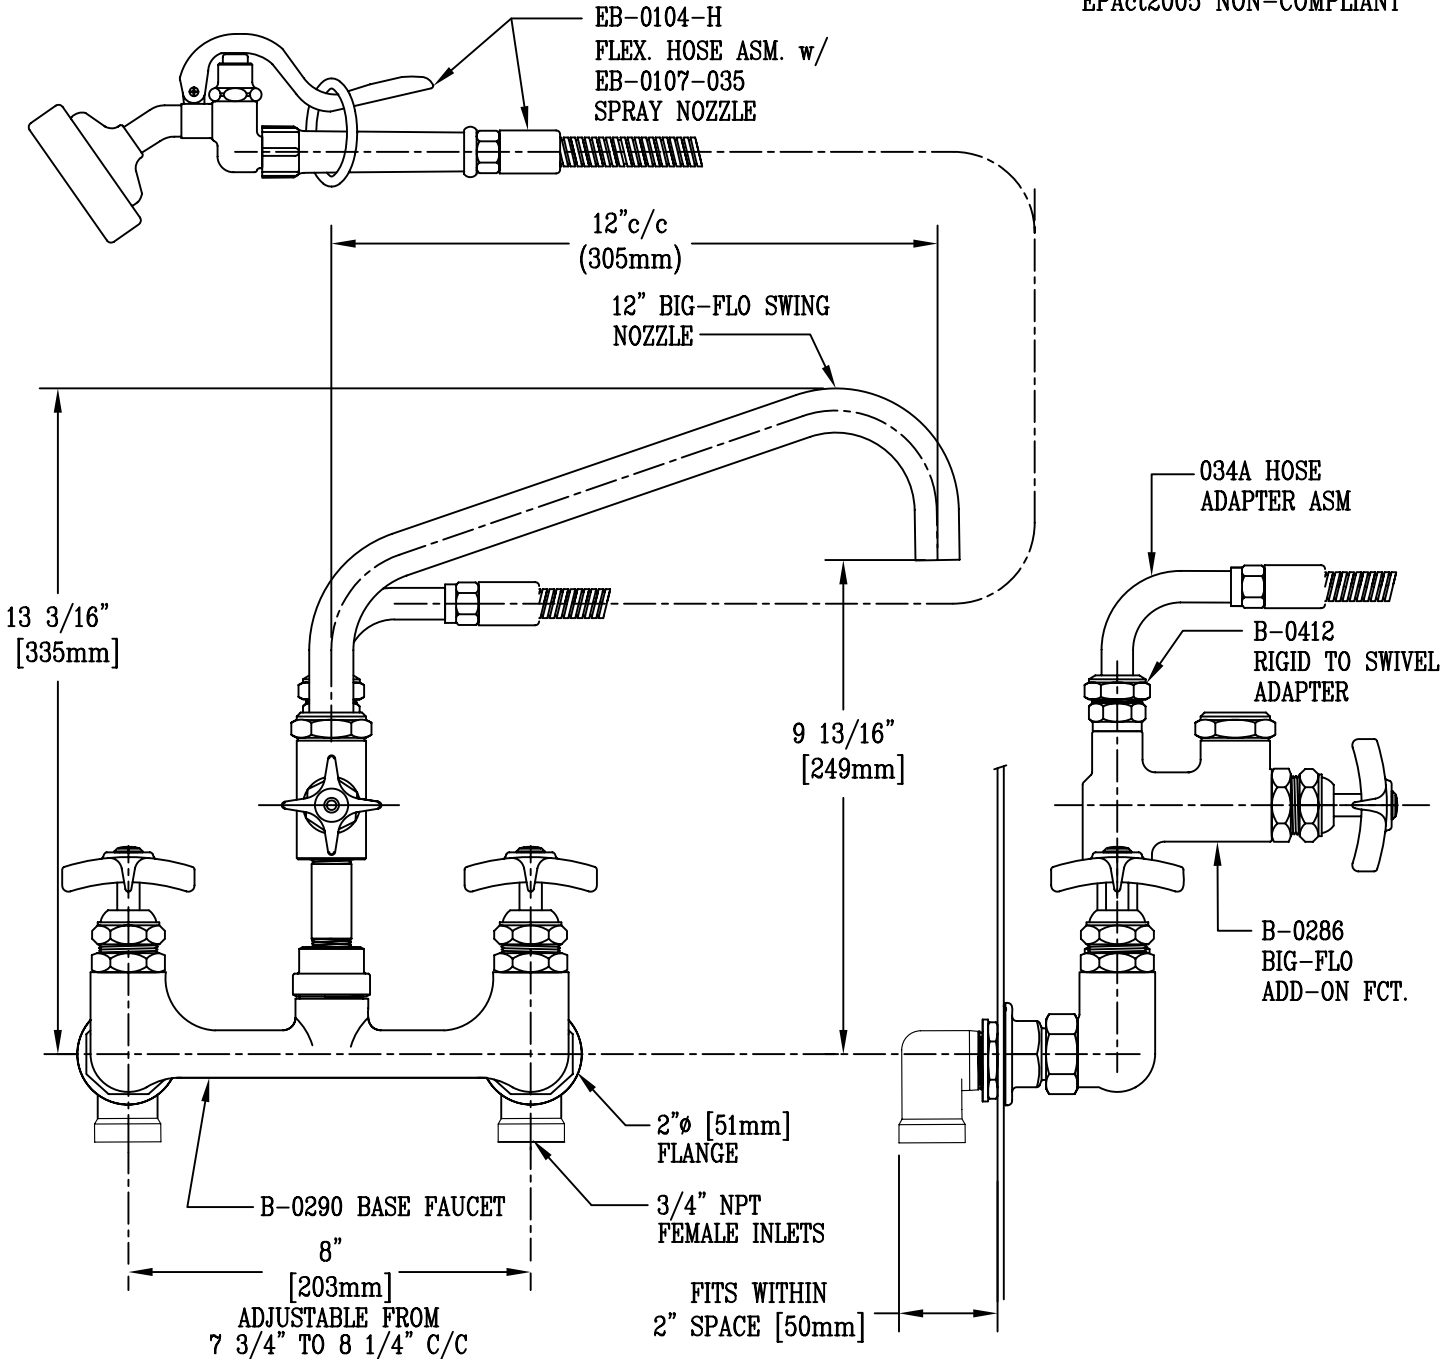 EPAct2005 NON-COMPLIANT
EB-0104-H
FLEX. HOSE ASM. w/
EB-0107-035
SPRAY NOZZLE
12"c/c
(305mm)
12" BIG-FLO SWING
NOZZLE
034A HOSE
ADAPTER ASM
13 3/16"
[335mm]
B-0412
RIGID TO SWIVEL
ADAPTER
9 13/16"
[249mm]
B-0286
BIG-FLO
ADD-ON FCT.
2"ø [51mm]
FLANGE
B-0290 BASE FAUCET
3/4" NPT
FEMALE INLETS
8"
[203mm]
ADJUSTABLE FROM
7 3/4" TO 8 1/4" C/C
FITS WITHIN
2" SPACE [50mm]